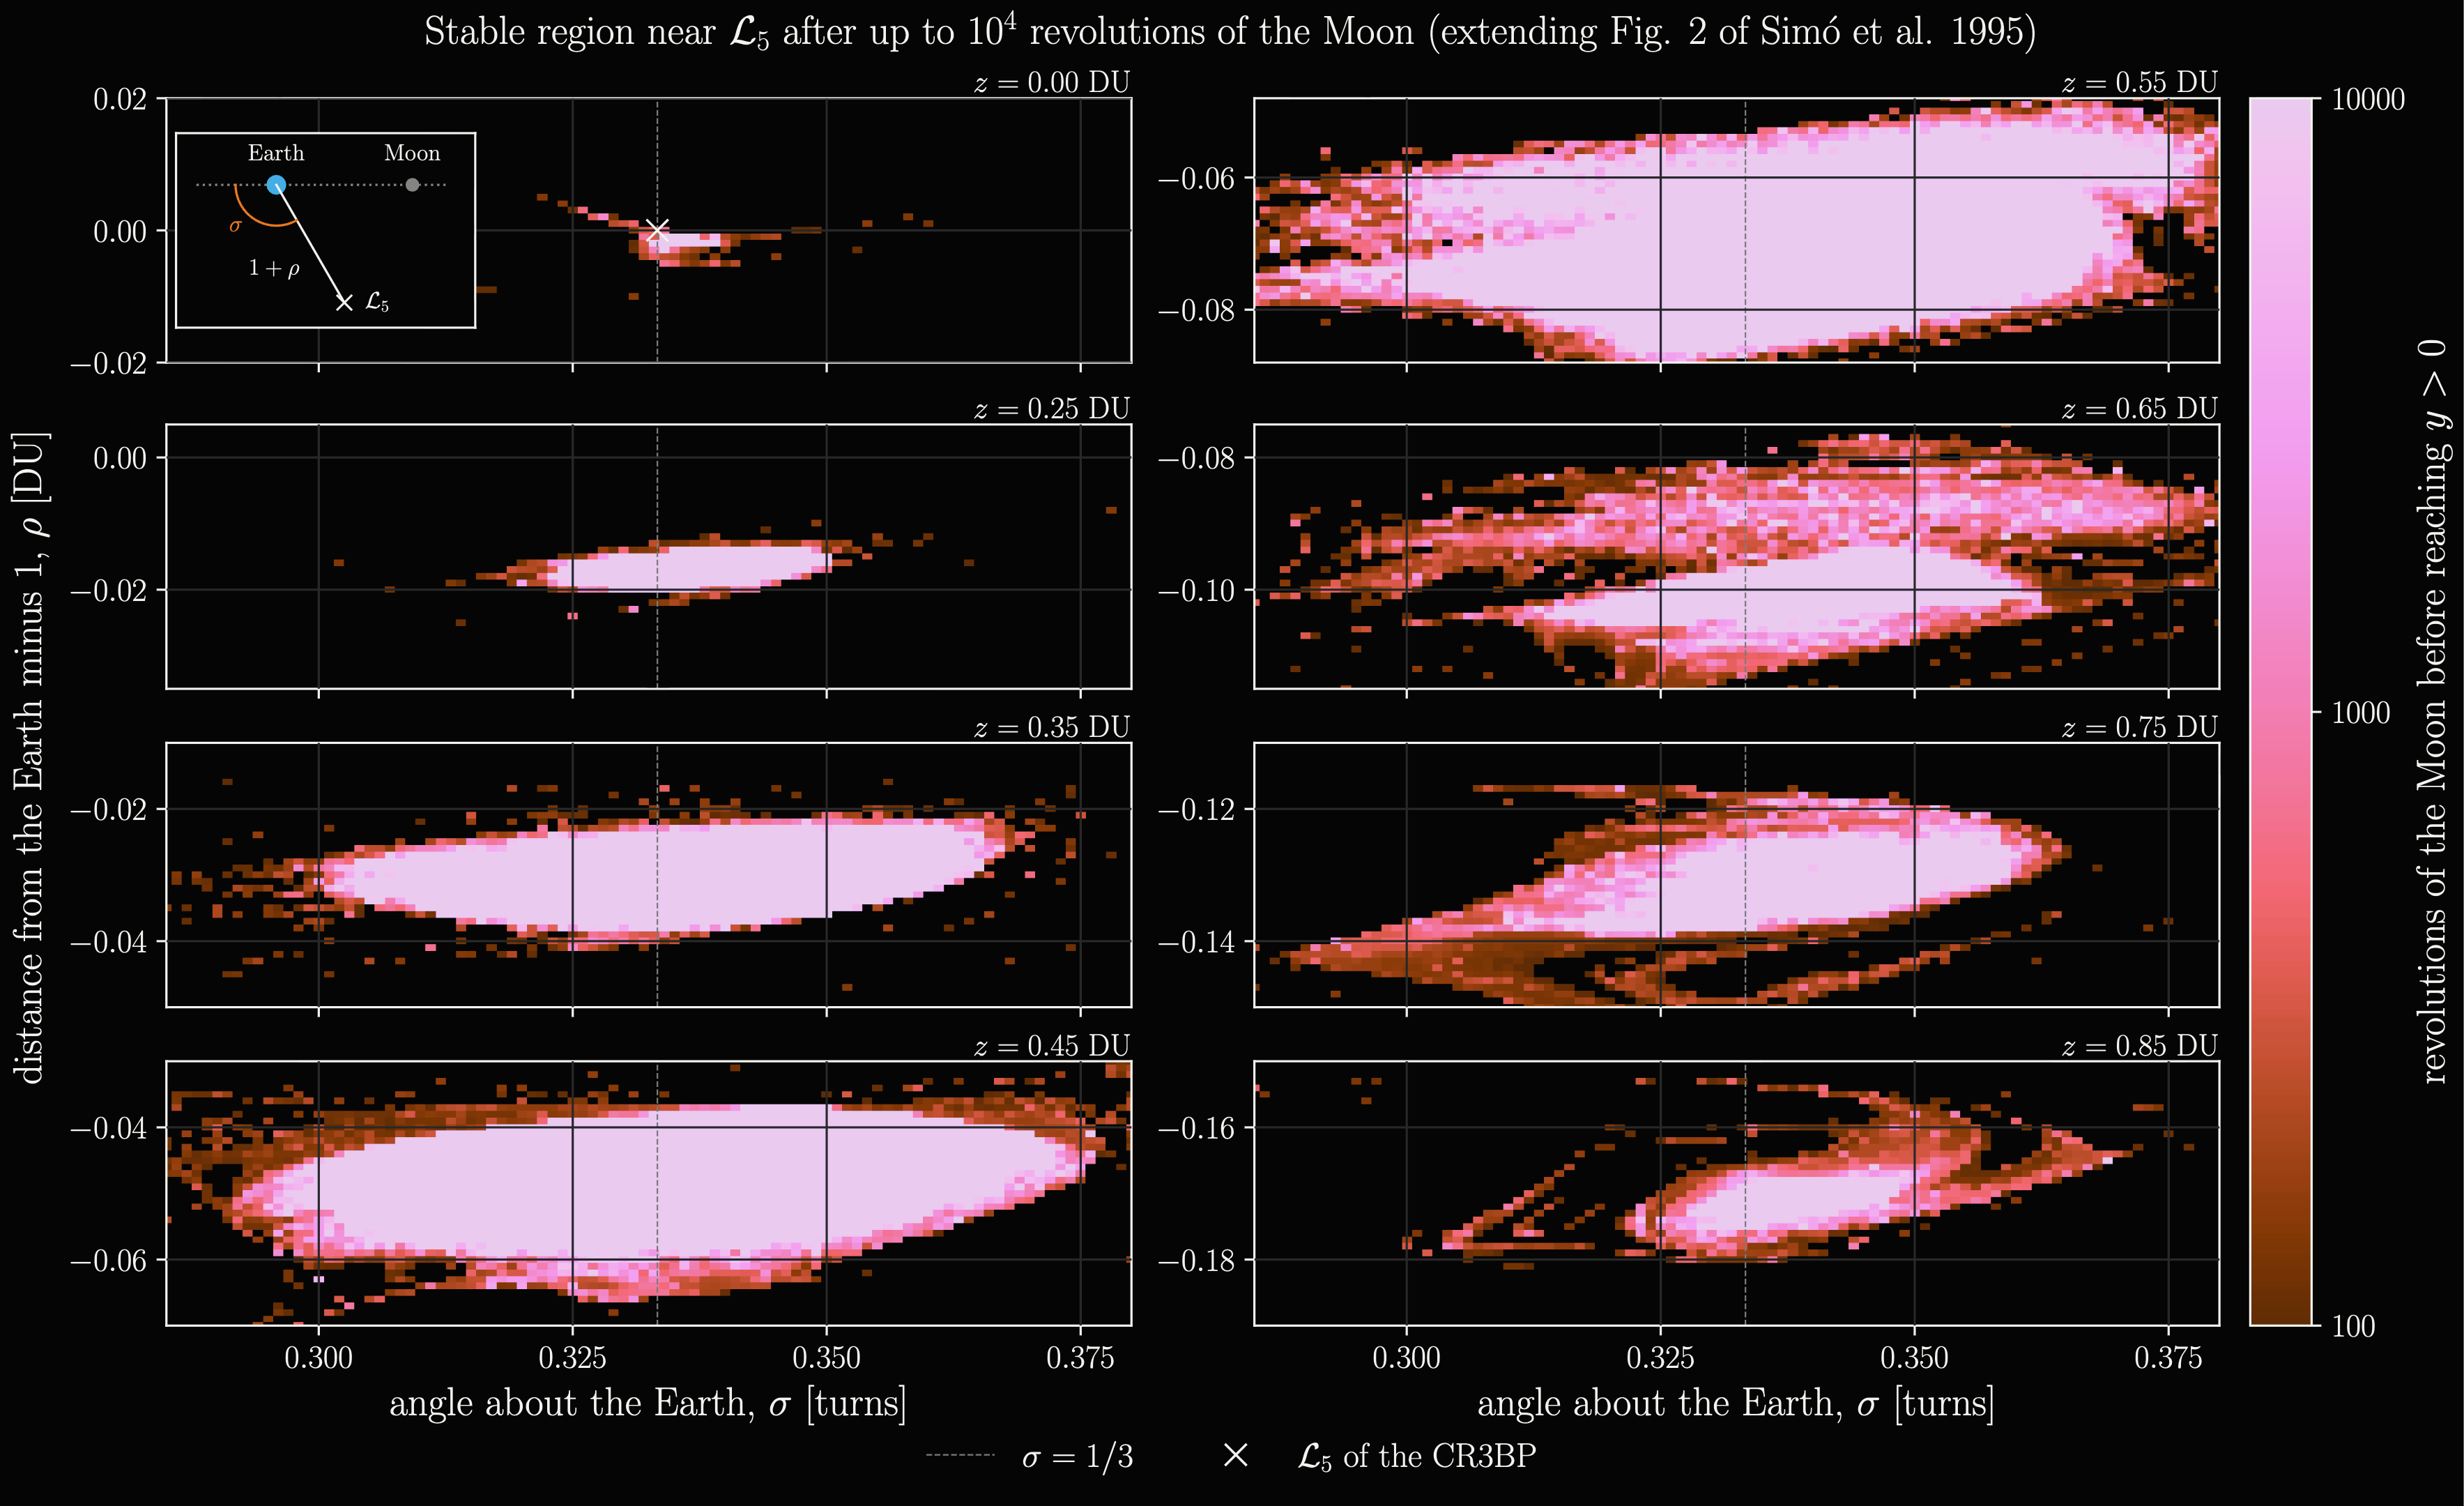 Stable region near ℒ₅ after up to 10⁴ revolutions of the Moon (extending Fig. 2 of Simó et al. 1995)
distance from the Earth minus 1, ρ [DU]
z = 0.00 DU
0.02
0.00
−0.02
Earth
Moon
σ
1 + ρ
ℒ₅
z = 0.25 DU
0.00
−0.02
z = 0.35 DU
−0.02
−0.04
z = 0.45 DU
−0.04
−0.06
0.300 0.325 0.350 0.375
angle about the Earth, σ [turns]
z = 0.55 DU
−0.06
−0.08
z = 0.65 DU
−0.08
−0.10
z = 0.75 DU
−0.12
−0.14
z = 0.85 DU
−0.16
−0.18
0.300 0.325 0.350 0.375
angle about the Earth, σ [turns]
10000
1000
100
revolutions of the Moon before reaching y > 0
σ = 1/3
ℒ₅ of the CR3BP